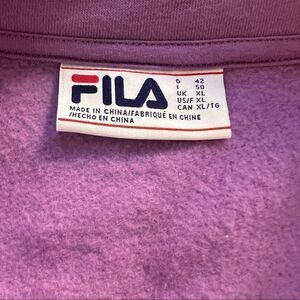 FILA
MADE IN CHINA/FABRIQUÉ EN CHINE
/HECHO EN CHINA
D 42
I 50
UK XL
US/F XL
CAN XL/TG